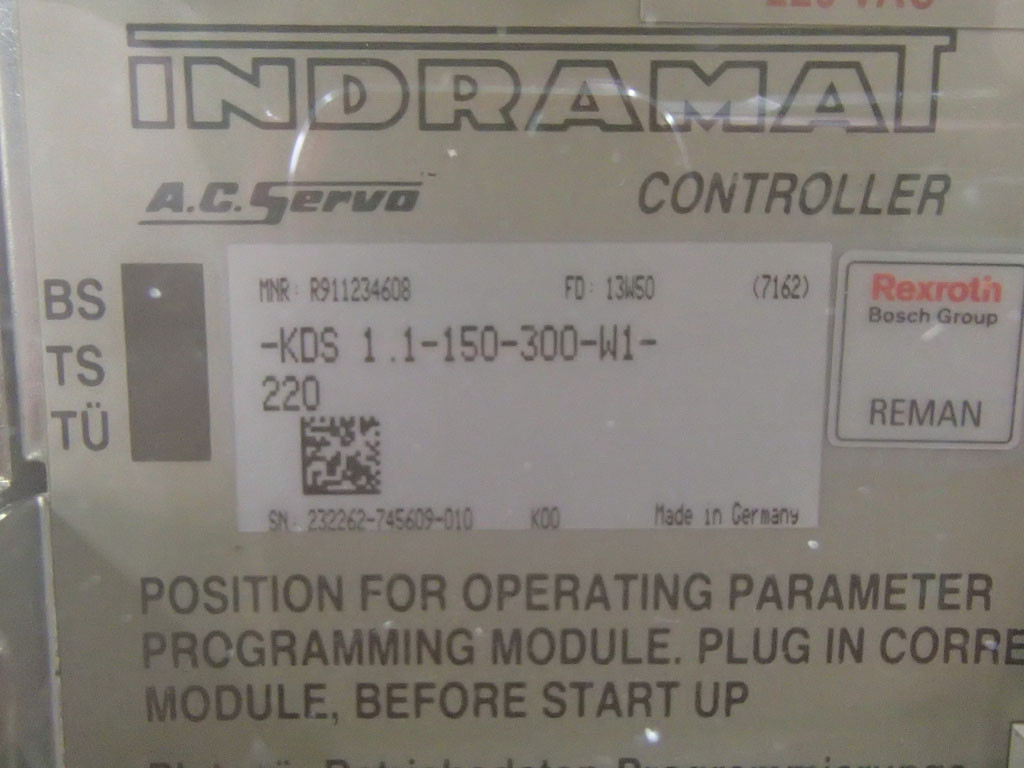 INDRAMAT
A.C. Servo™ CONTROLLER
BS
TS
TÜ
MNR: R911234608 FD: 13W50 (7162)
-KDS 1.1-150-300-W1-
220
SN: 232262-745609-010 K00 Made in Germany
Rexroth
Bosch Group
REMAN
POSITION FOR OPERATING PARAMETER
PROGRAMMING MODULE. PLUG IN CORRE
MODULE, BEFORE START UP